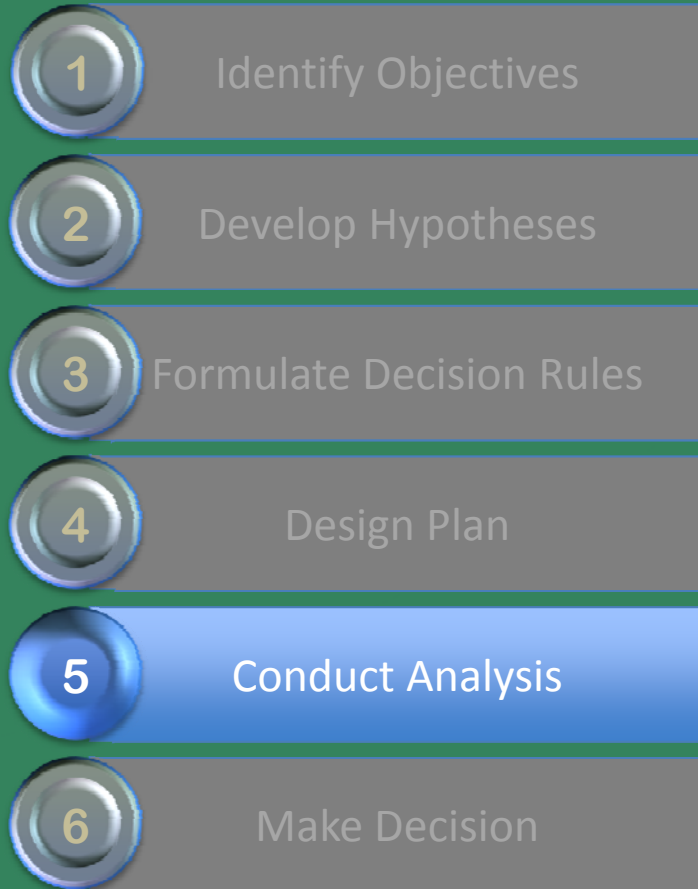 1 Identify Objectives
2 Develop Hypotheses
3 Formulate Decision Rules
4 Design Plan
5 Conduct Analysis
6 Make Decision